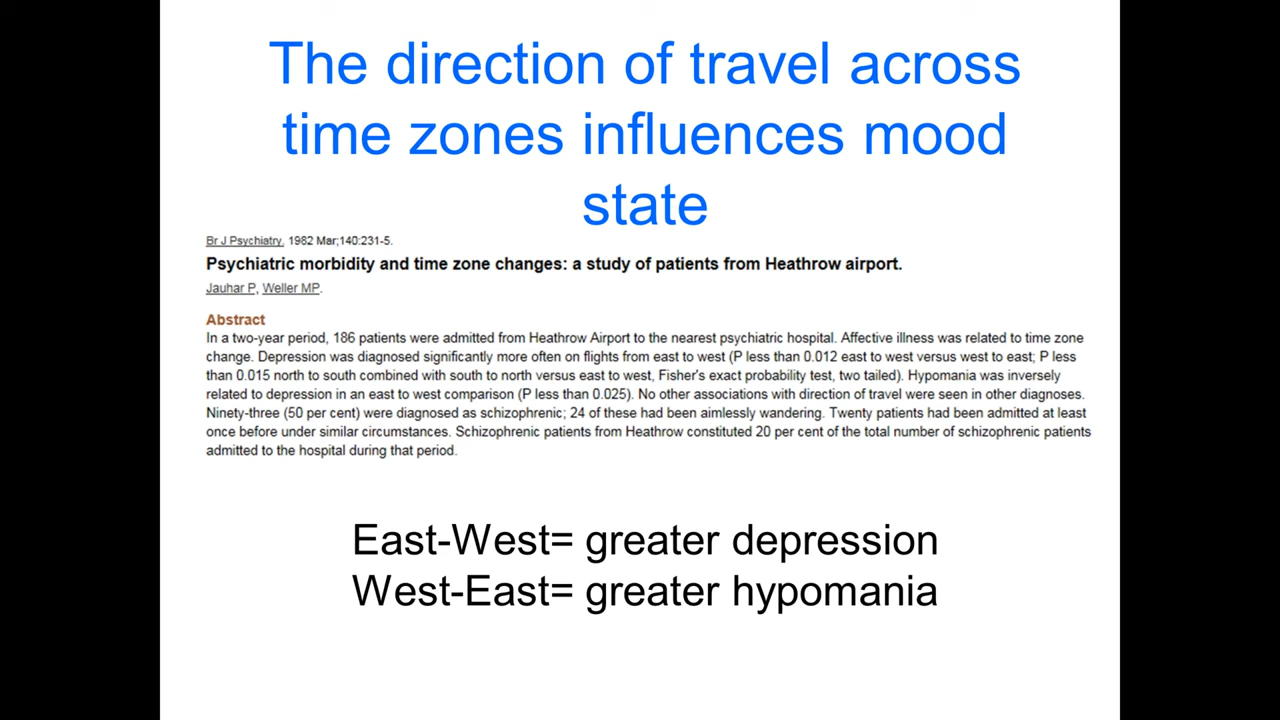 The direction of travel across
time zones influences mood
state
Br J Psychiatry. 1982 Mar;140:231-5.
Psychiatric morbidity and time zone changes: a study of patients from Heathrow airport.
Jauhar P, Weller MP.
Abstract
In a two-year period, 186 patients were admitted from Heathrow Airport to the nearest psychiatric hospital. Affective illness was related to time zone
change. Depression was diagnosed significantly more often on flights from east to west (P less than 0.012 east to west versus west to east; P less
than 0.015 north to south combined with south to north versus east to west, Fisher's exact probability test, two tailed). Hypomania was inversely
related to depression in an east to west comparison (P less than 0.025). No other associations with direction of travel were seen in other diagnoses.
Ninety-three (50 per cent) were diagnosed as schizophrenic; 24 of these had been aimlessly wandering. Twenty patients had been admitted at least
once before under similar circumstances. Schizophrenic patients from Heathrow constituted 20 per cent of the total number of schizophrenic patients
admitted to the hospital during that period.
East-West= greater depression
West-East= greater hypomania